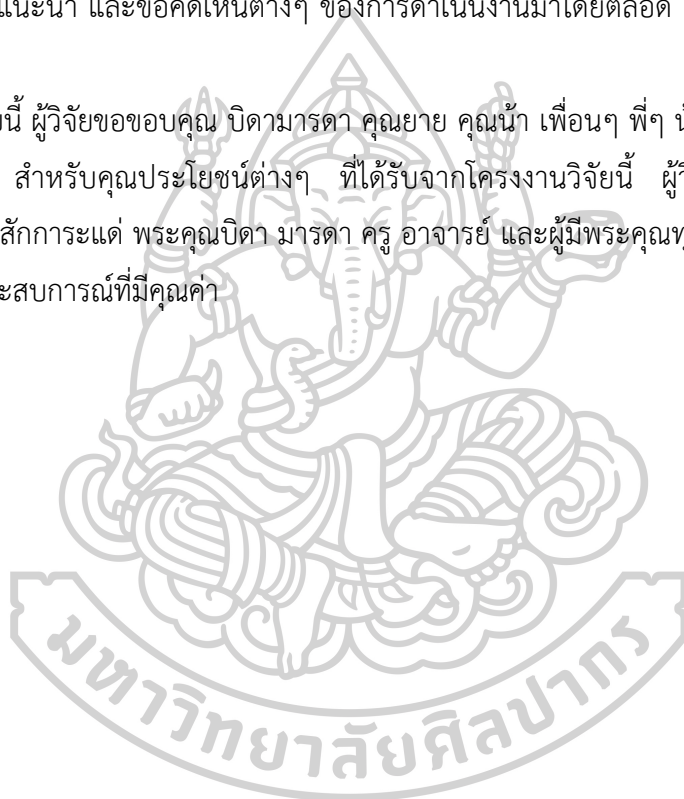 แนะนำ และข้อคิดเห็นต่างๆ ของการดำเนินงานมาโดยตลอด
นี้ ผู้วิจัยขอขอบคุณ บิดามารดา คุณยาย คุณน้า เพื่อนๆ พี่ๆ
สำหรับคุณประโยชน์ต่างๆ ที่ได้รับจากโครงงานวิจัยนี้
สักการะแด่ พระคุณบิดา มารดา ครู อาจารย์ และผู้มีพระคุณ
ะสบการณ์ที่มีคุณค่า
มหาวิทยาลัยศิลปากร